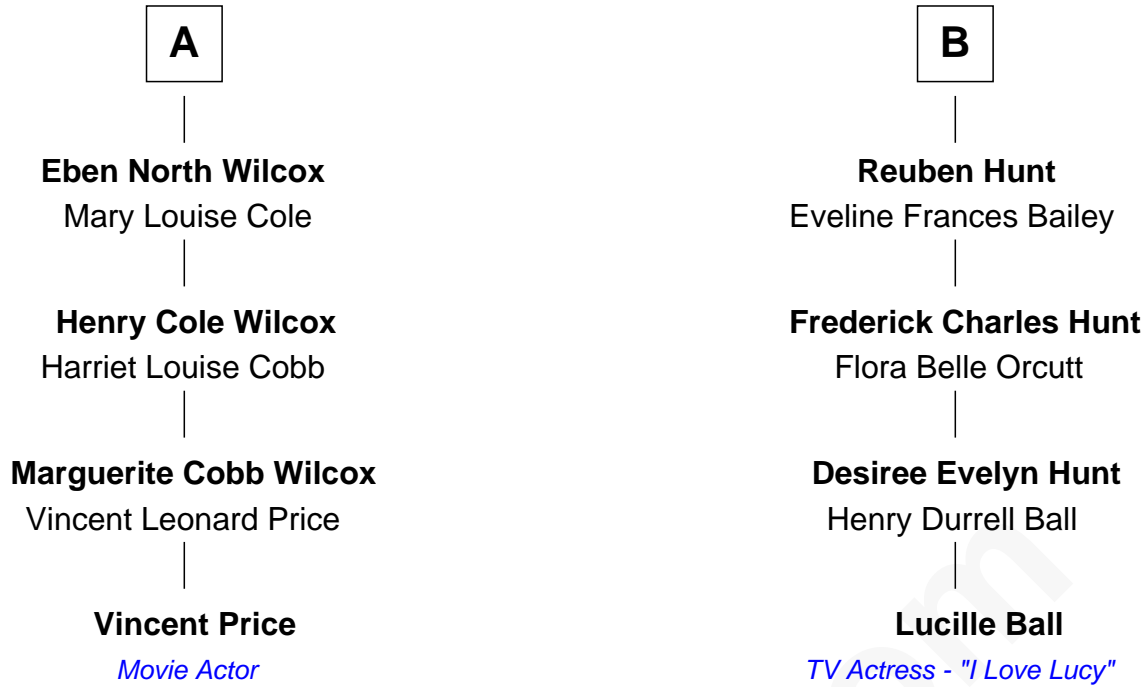 A
Eben North Wilcox
Mary Louise Cole
Henry Cole Wilcox
Harriet Louise Cobb
Marguerite Cobb Wilcox
Vincent Leonard Price
Vincent Price
Movie Actor
B
Reuben Hunt
Eveline Frances Bailey
Frederick Charles Hunt
Flora Belle Orcutt
Desiree Evelyn Hunt
Henry Durrell Ball
Lucille Ball
TV Actress - "I Love Lucy"